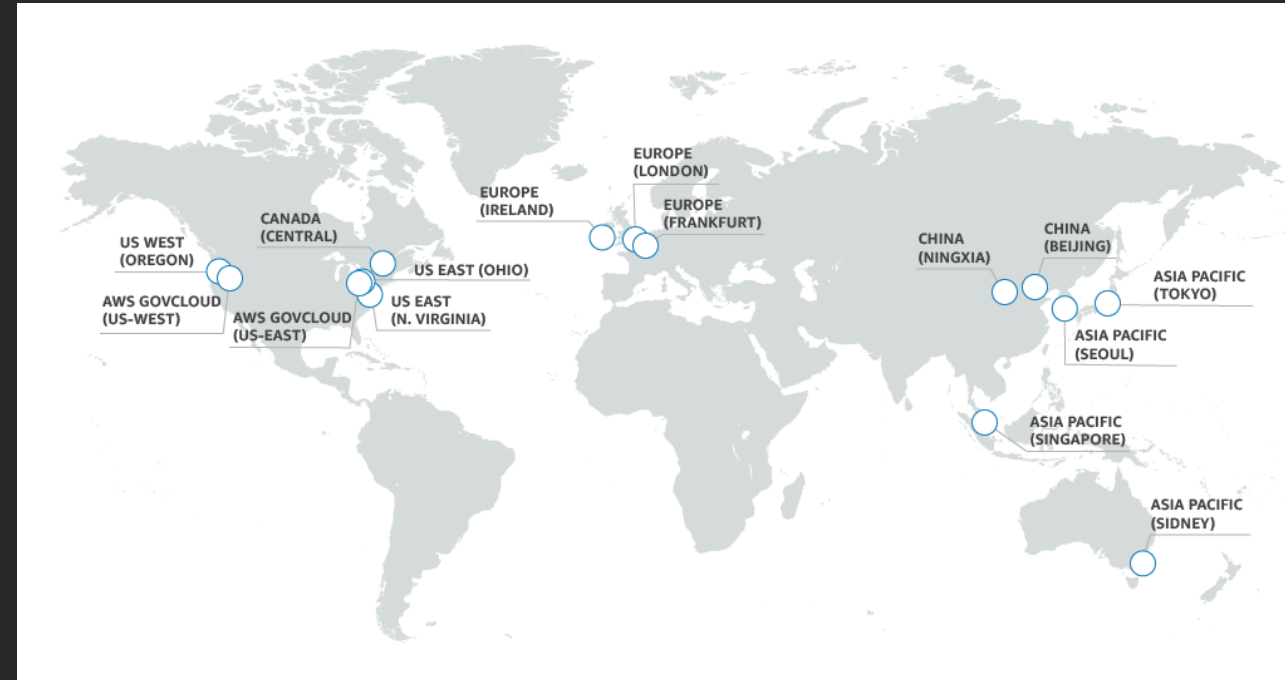 EUROPE
(LONDON)
EUROPE
(IRELAND)
EUROPE
(FRANKFURT)
CANADA
(CENTRAL)
US WEST
(OREGON)
US EAST (OHIO)
AWS GOVCLOUD
(US-WEST)
US EAST
(N. VIRGINIA)
AWS GOVCLOUD
(US-EAST)
CHINA
(NINGXIA)
CHINA
(BEIJING)
ASIA PACIFIC
(TOKYO)
ASIA PACIFIC
(SEOUL)
ASIA PACIFIC
(SINGAPORE)
ASIA PACIFIC
(SIDNEY)